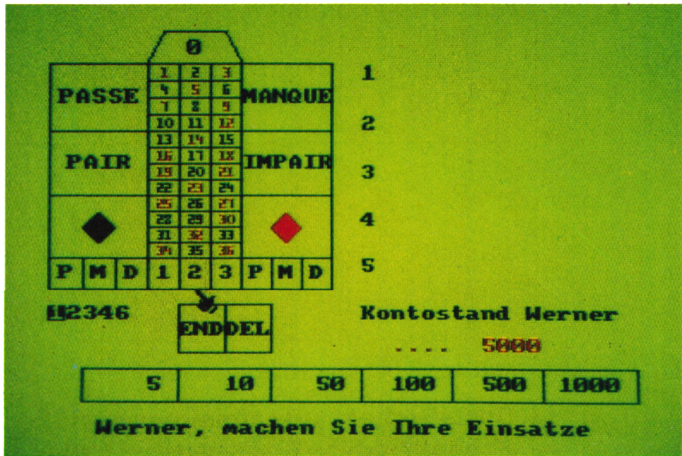 0
1 2 3
4 5 6
PASSE MANQUE
7 8 9
10 11 12
13 14 15
PAIR 16 17 18 IMPAIR
19 20 21
22 23 24
25 26 27
28 29 30
31 32 33
34 35 36
P M D 1 2 3 P M D
1
2
3
4
5
12346
END DEL
Kontostand Werner
.... 5000
5 10 50 100 500 1000
Werner, machen Sie Ihre Einsatze